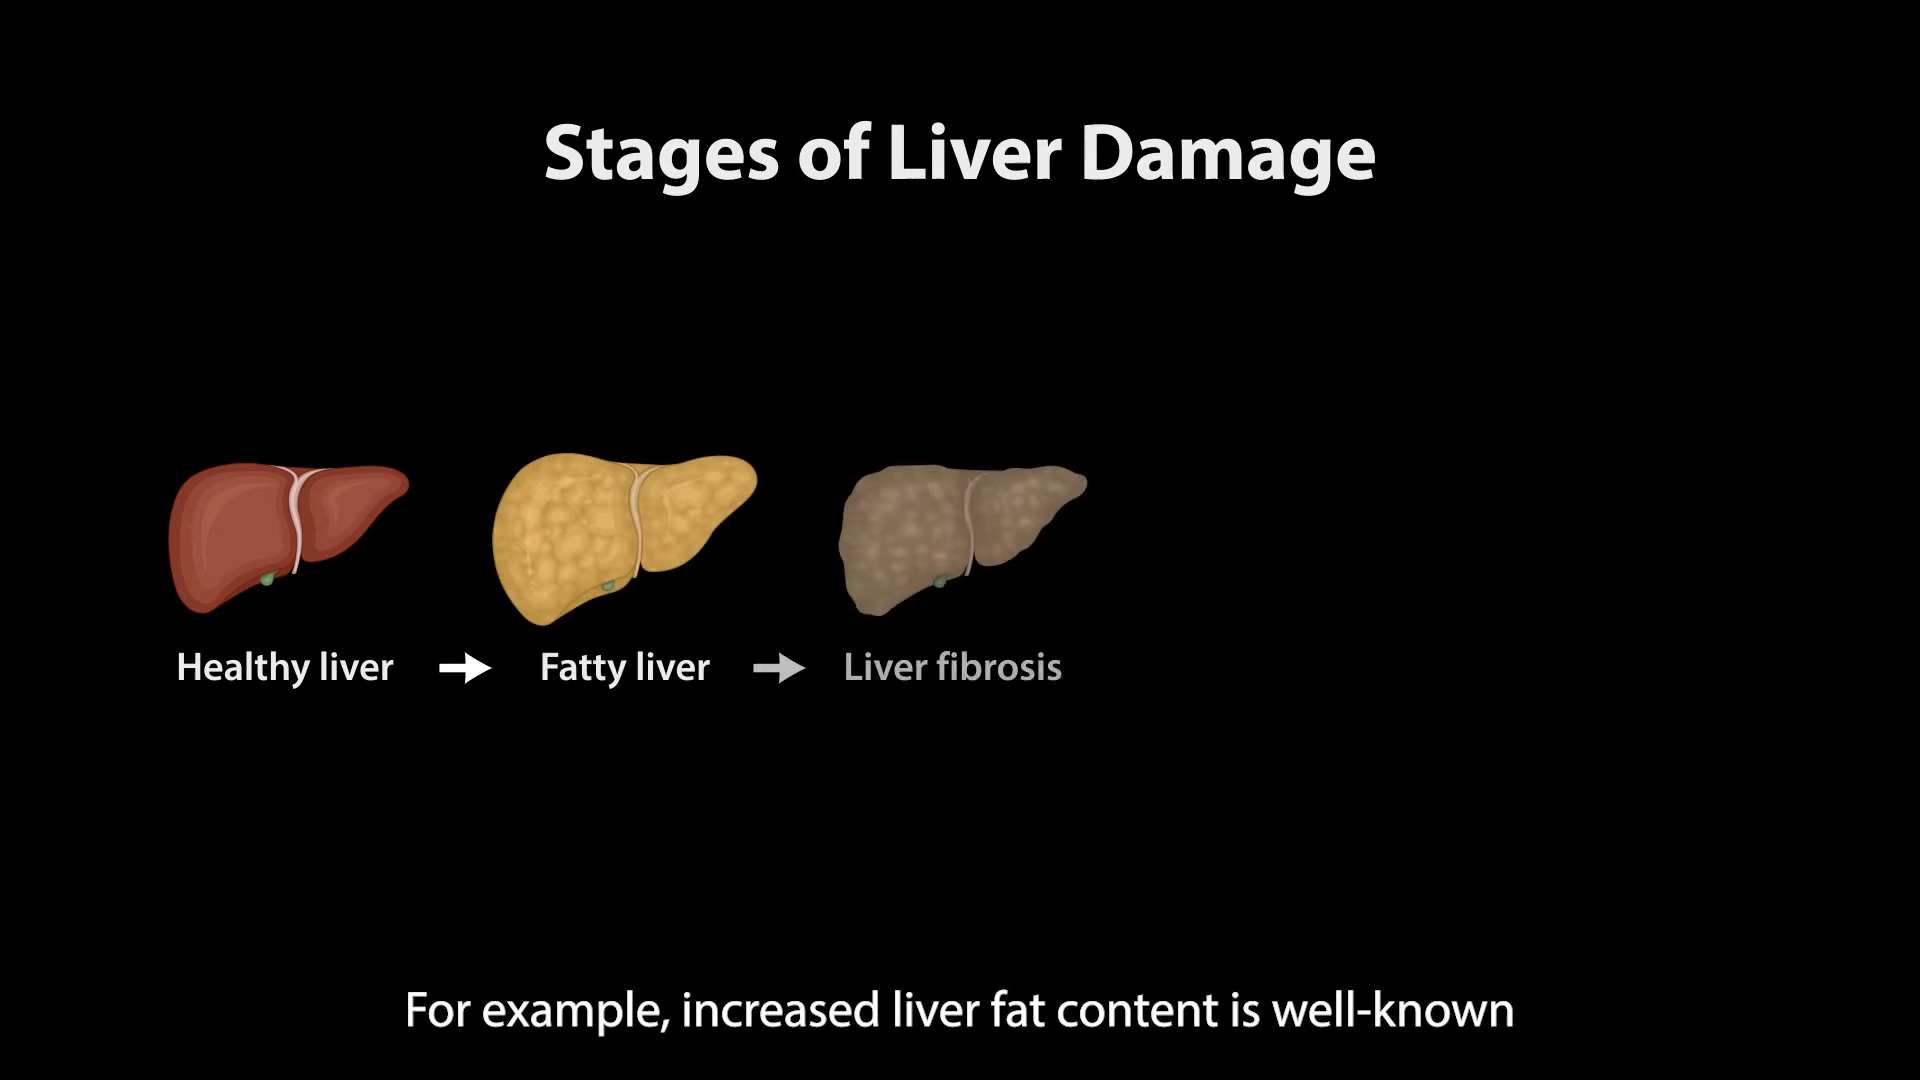 Stages of Liver Damage
Healthy liver → Fatty liver → Liver fibrosis
For example, increased liver fat content is well-known